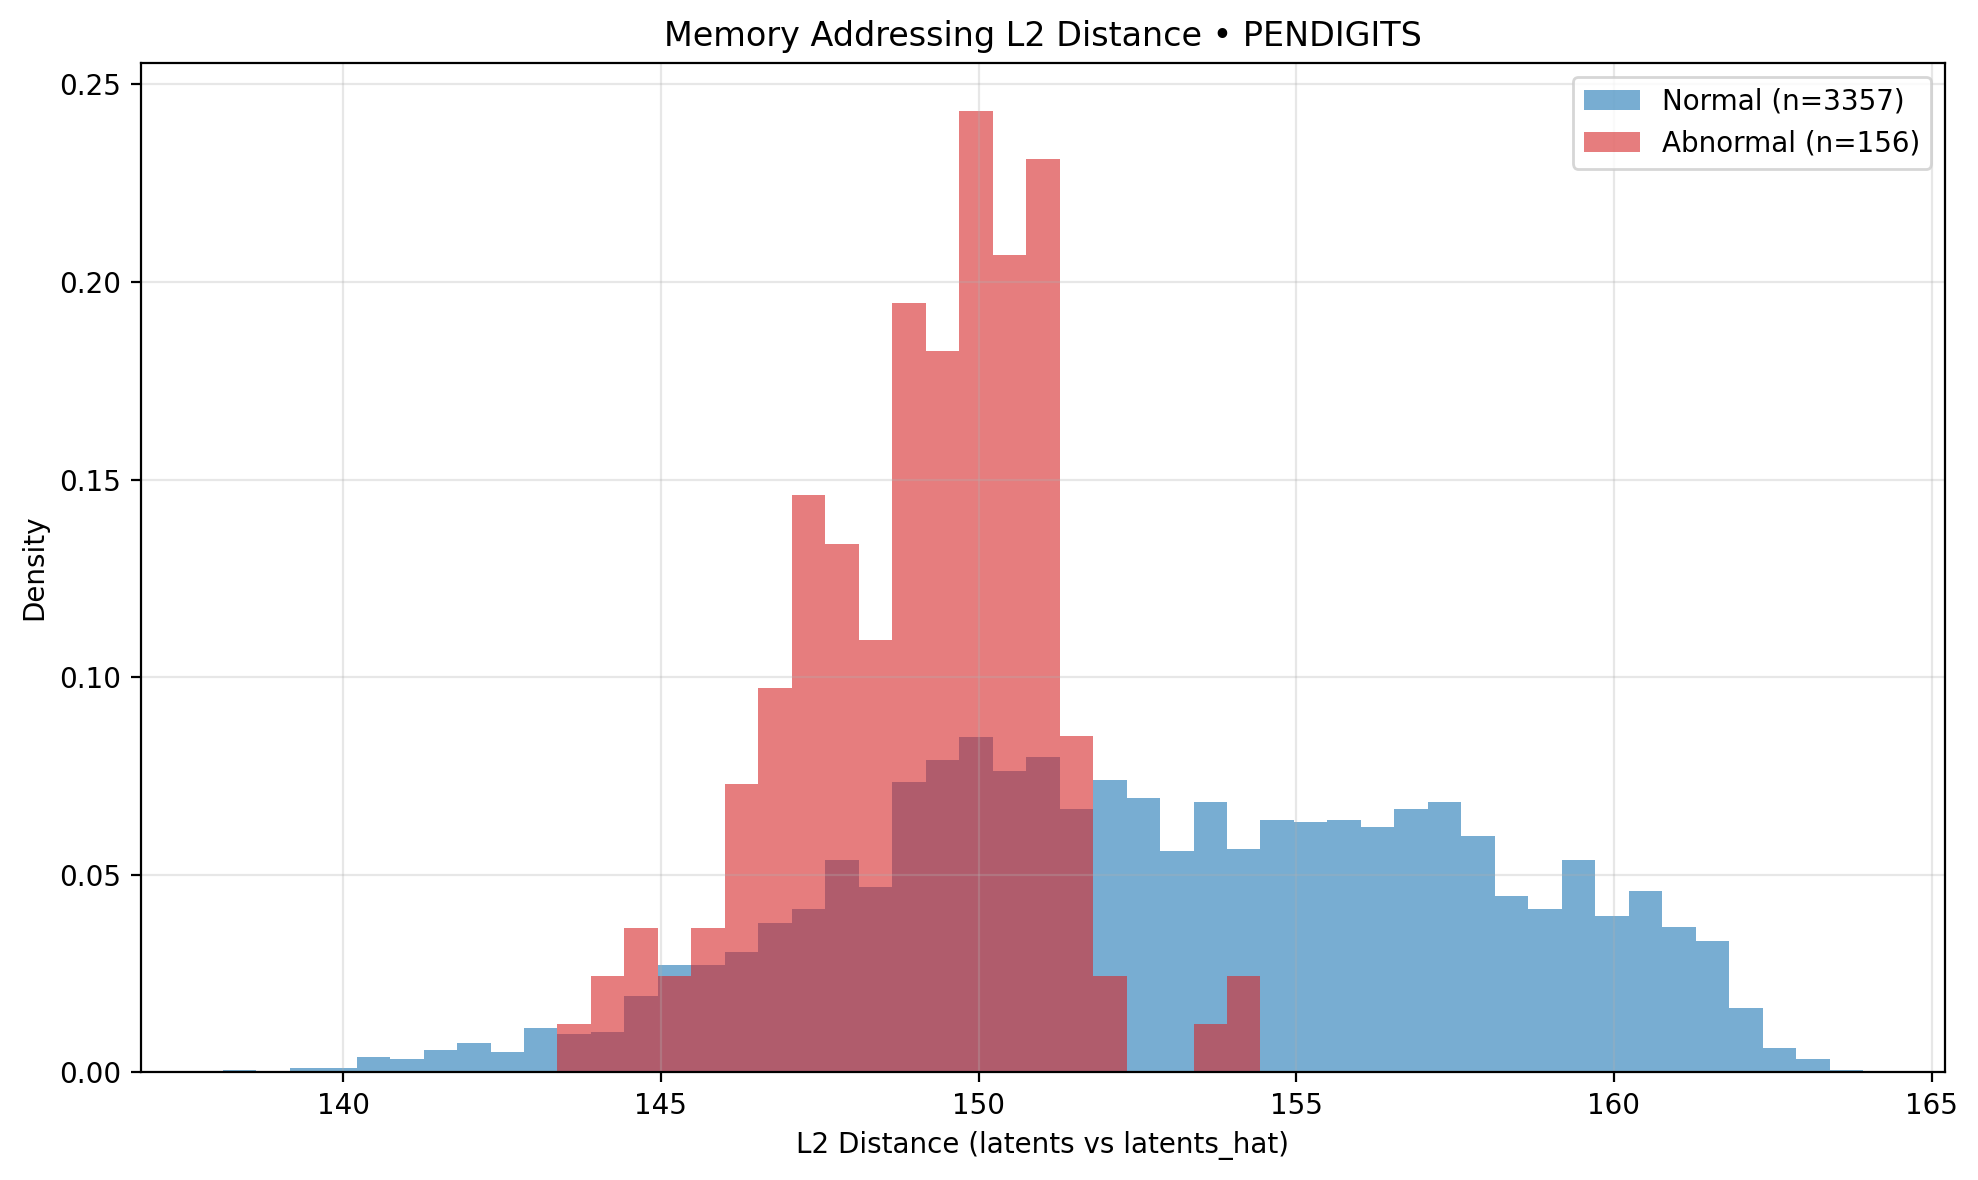 Memory Addressing L2 Distance • PENDIGITS
Normal (n=3357)
Abnormal (n=156)
Density
0.25
0.20
0.15
0.10
0.05
0.00
140
145
150
155
160
165
L2 Distance (latents vs latents_hat)